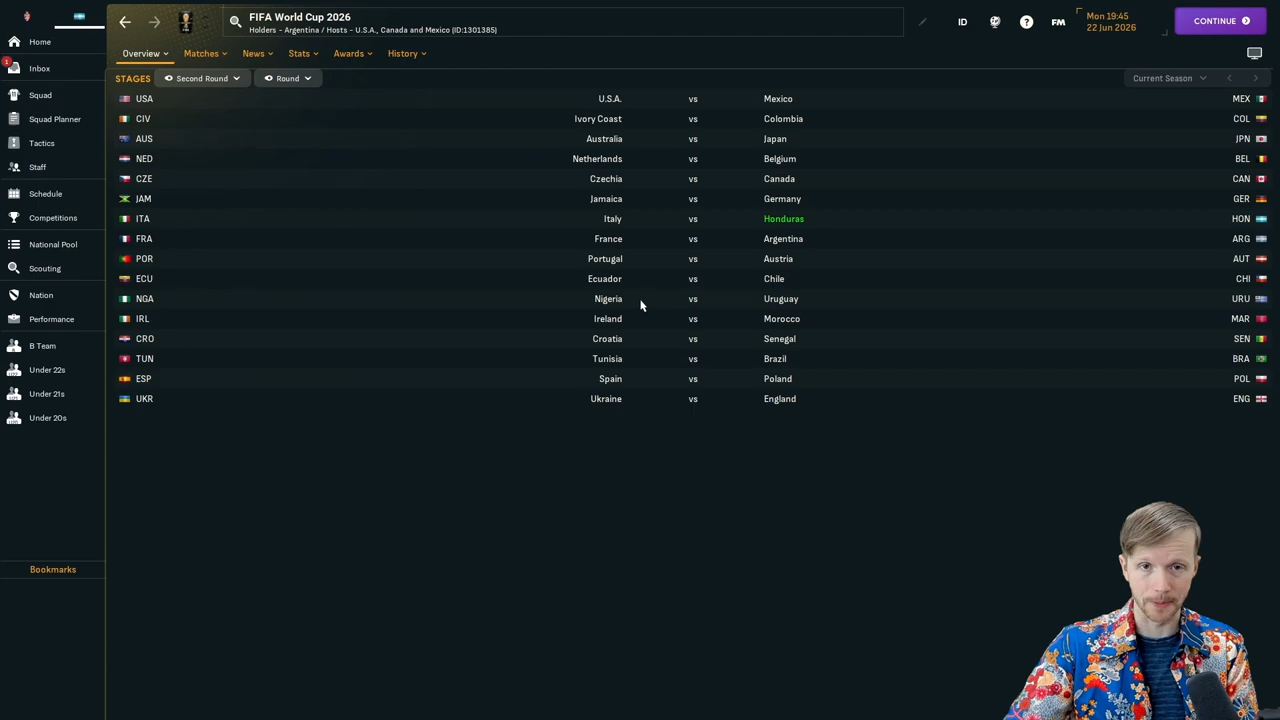 FIFA World Cup 2026
Holders - Argentina / Hosts - U.S.A., Canada and Mexico (ID:1301385)
ID
?
FM
Mon 19:45
22 Jun 2026
CONTINUE
Home
1
Inbox
Squad
Squad Planner
Tactics
Staff
Schedule
Competitions
National Pool
Scouting
Nation
Performance
B Team
Under 22s
Under 21s
Under 20s
Bookmarks
Overview
Matches
News
Stats
Awards
History
STAGES
Second Round
Round
Current Season
USA U.S.A. vs Mexico MEX
CIV Ivory Coast vs Colombia COL
AUS Australia vs Japan JPN
NED Netherlands vs Belgium BEL
CZE Czechia vs Canada CAN
JAM Jamaica vs Germany GER
ITA Italy vs Honduras HON
FRA France vs Argentina ARG
POR Portugal vs Austria AUT
ECU Ecuador vs Chile CHI
NGA Nigeria vs Uruguay URU
IRL Ireland vs Morocco MAR
CRO Croatia vs Senegal SEN
TUN Tunisia vs Brazil BRA
ESP Spain vs Poland POL
UKR Ukraine vs England ENG